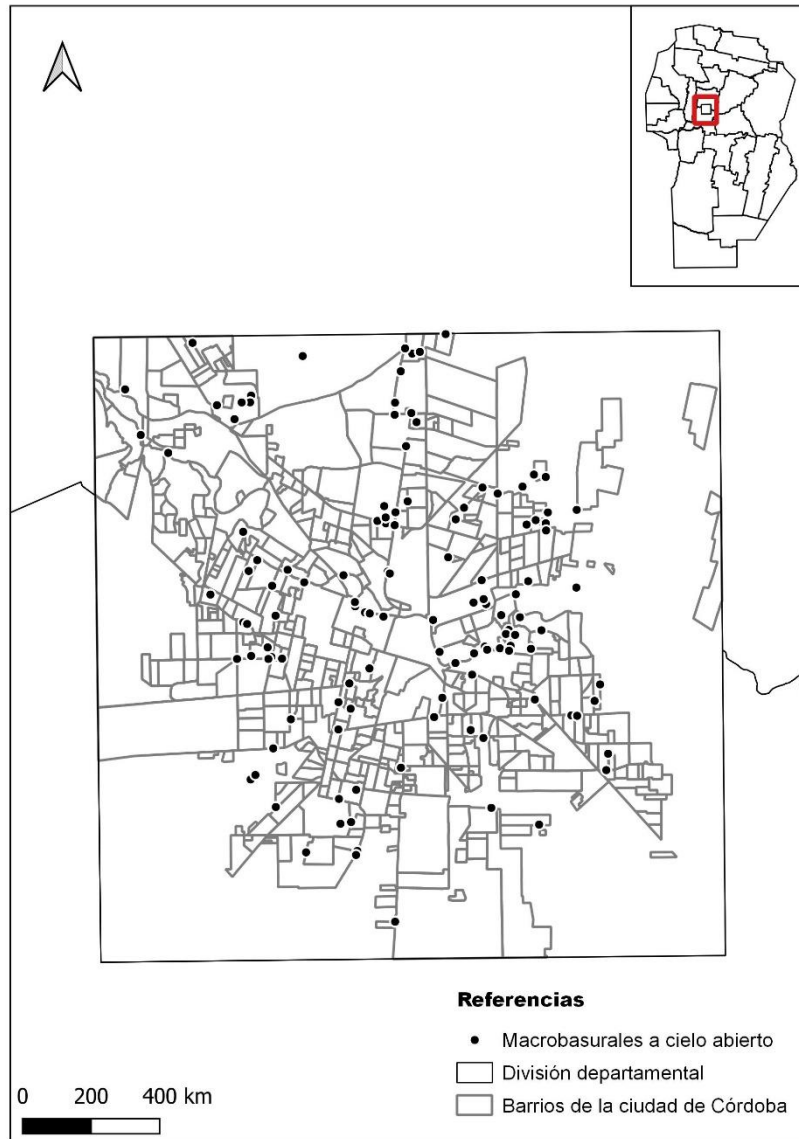 Referencias
Macrobasurales a cielo abierto
División departamental
Barrios de la ciudad de Córdoba
0 200 400 km